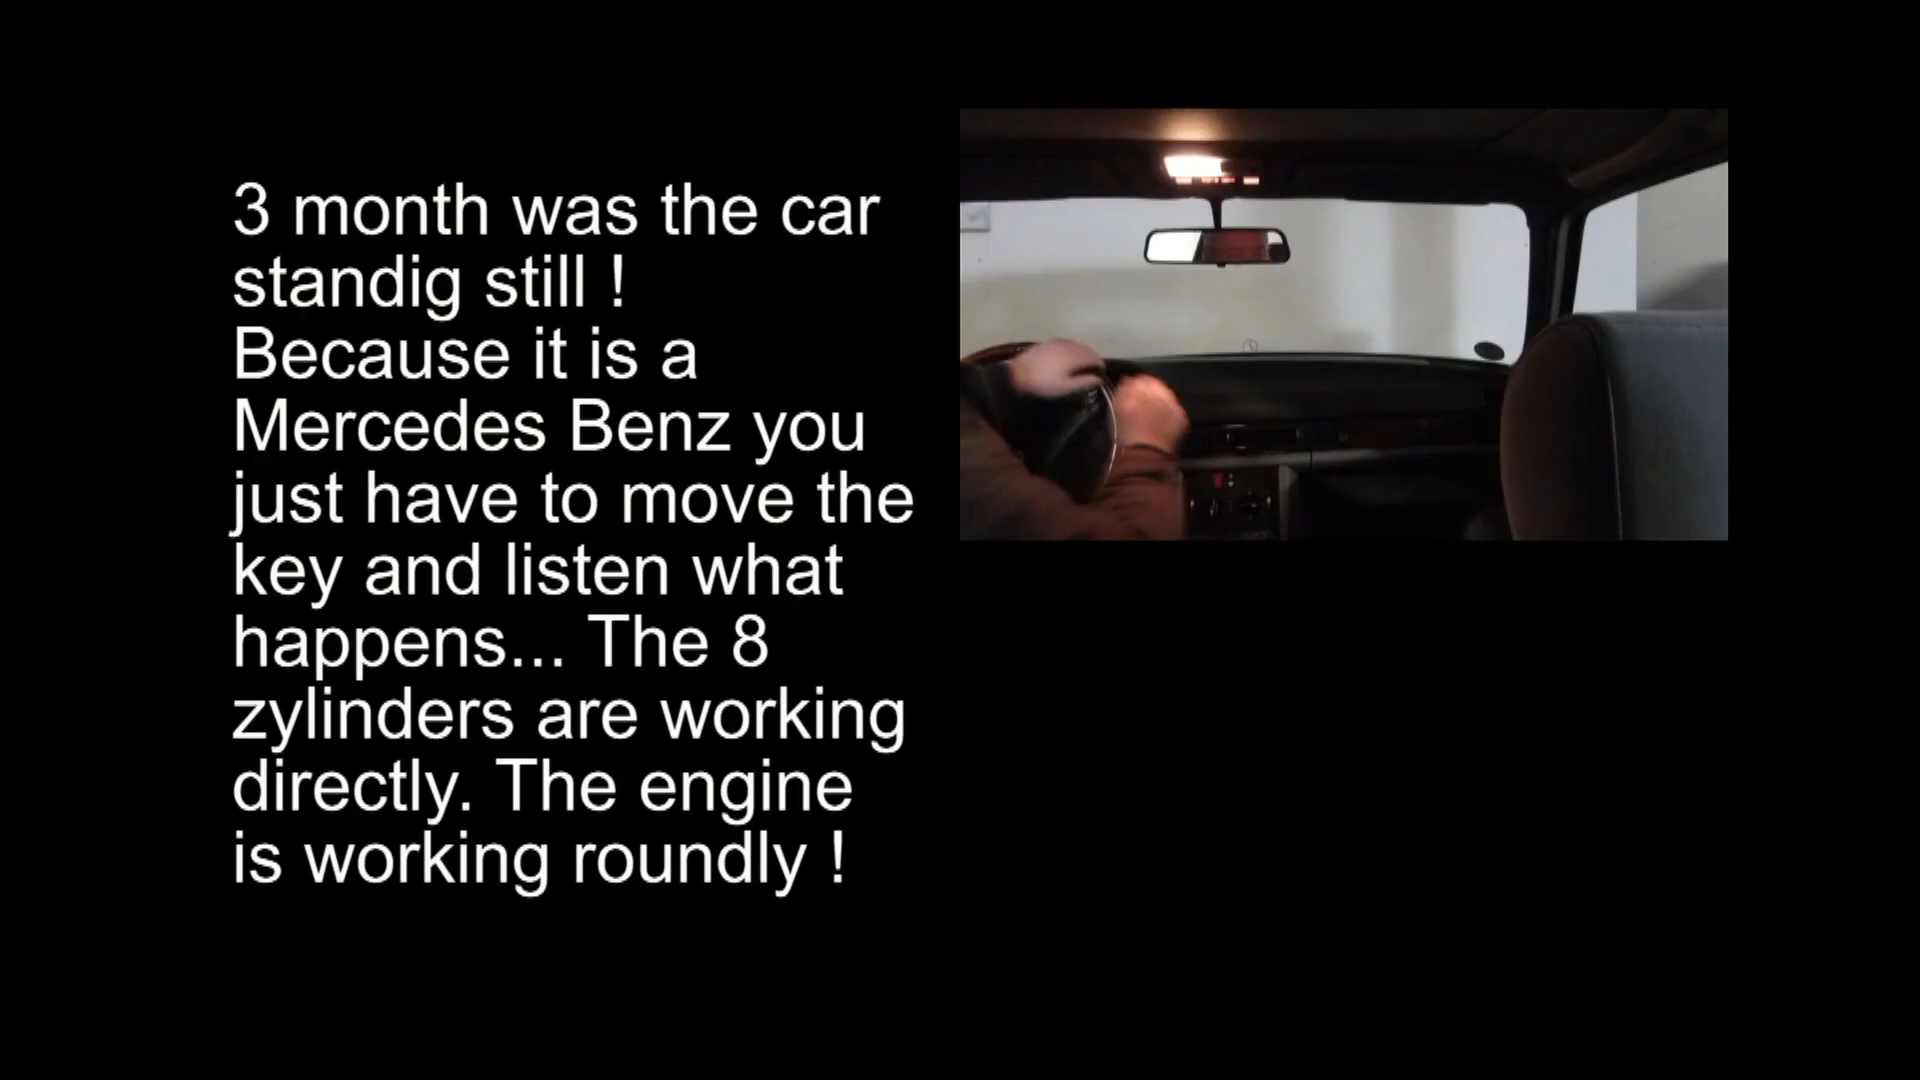 3 month was the car
standig still !
Because it is a
Mercedes Benz you
just have to move the
key and listen what
happens... The 8
zylinders are working
directly. The engine
is working roundly !